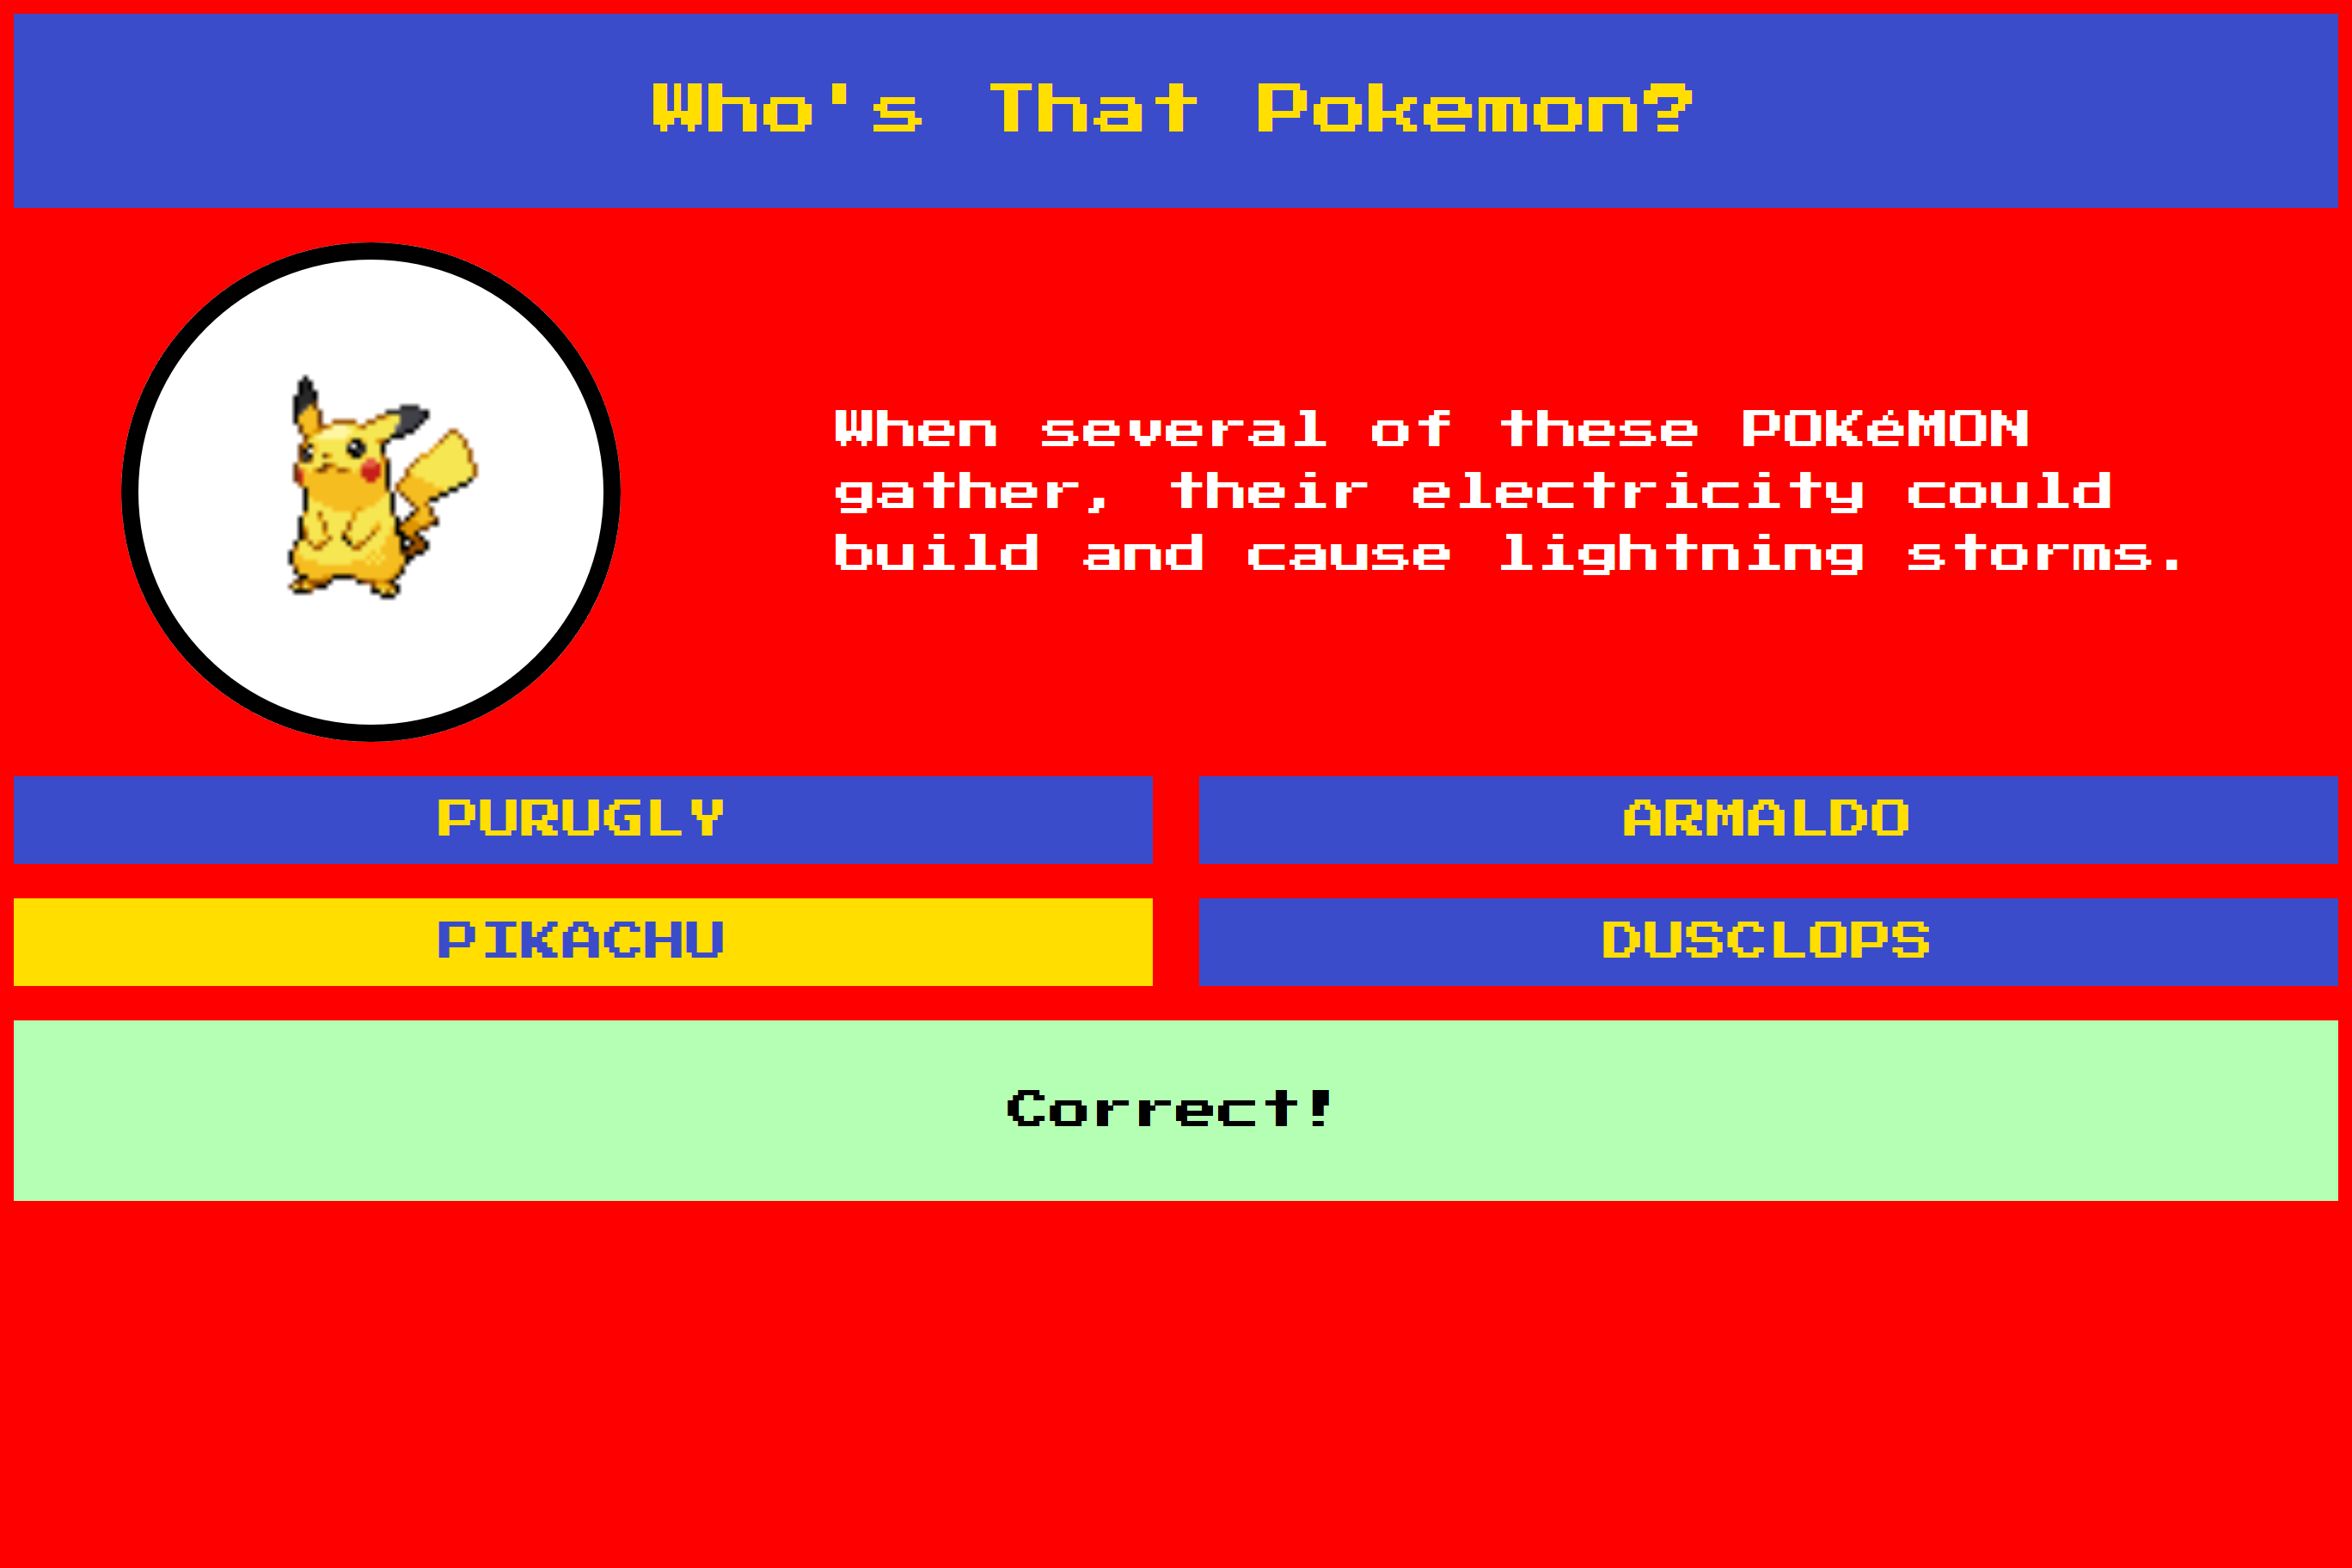 Who's That Pokemon?
When several of these POKéMON
gather, their electricity could
build and cause lightning storms.
PURUGLY
ARMALDO
PIKACHU
DUSCLOPS
Correct!